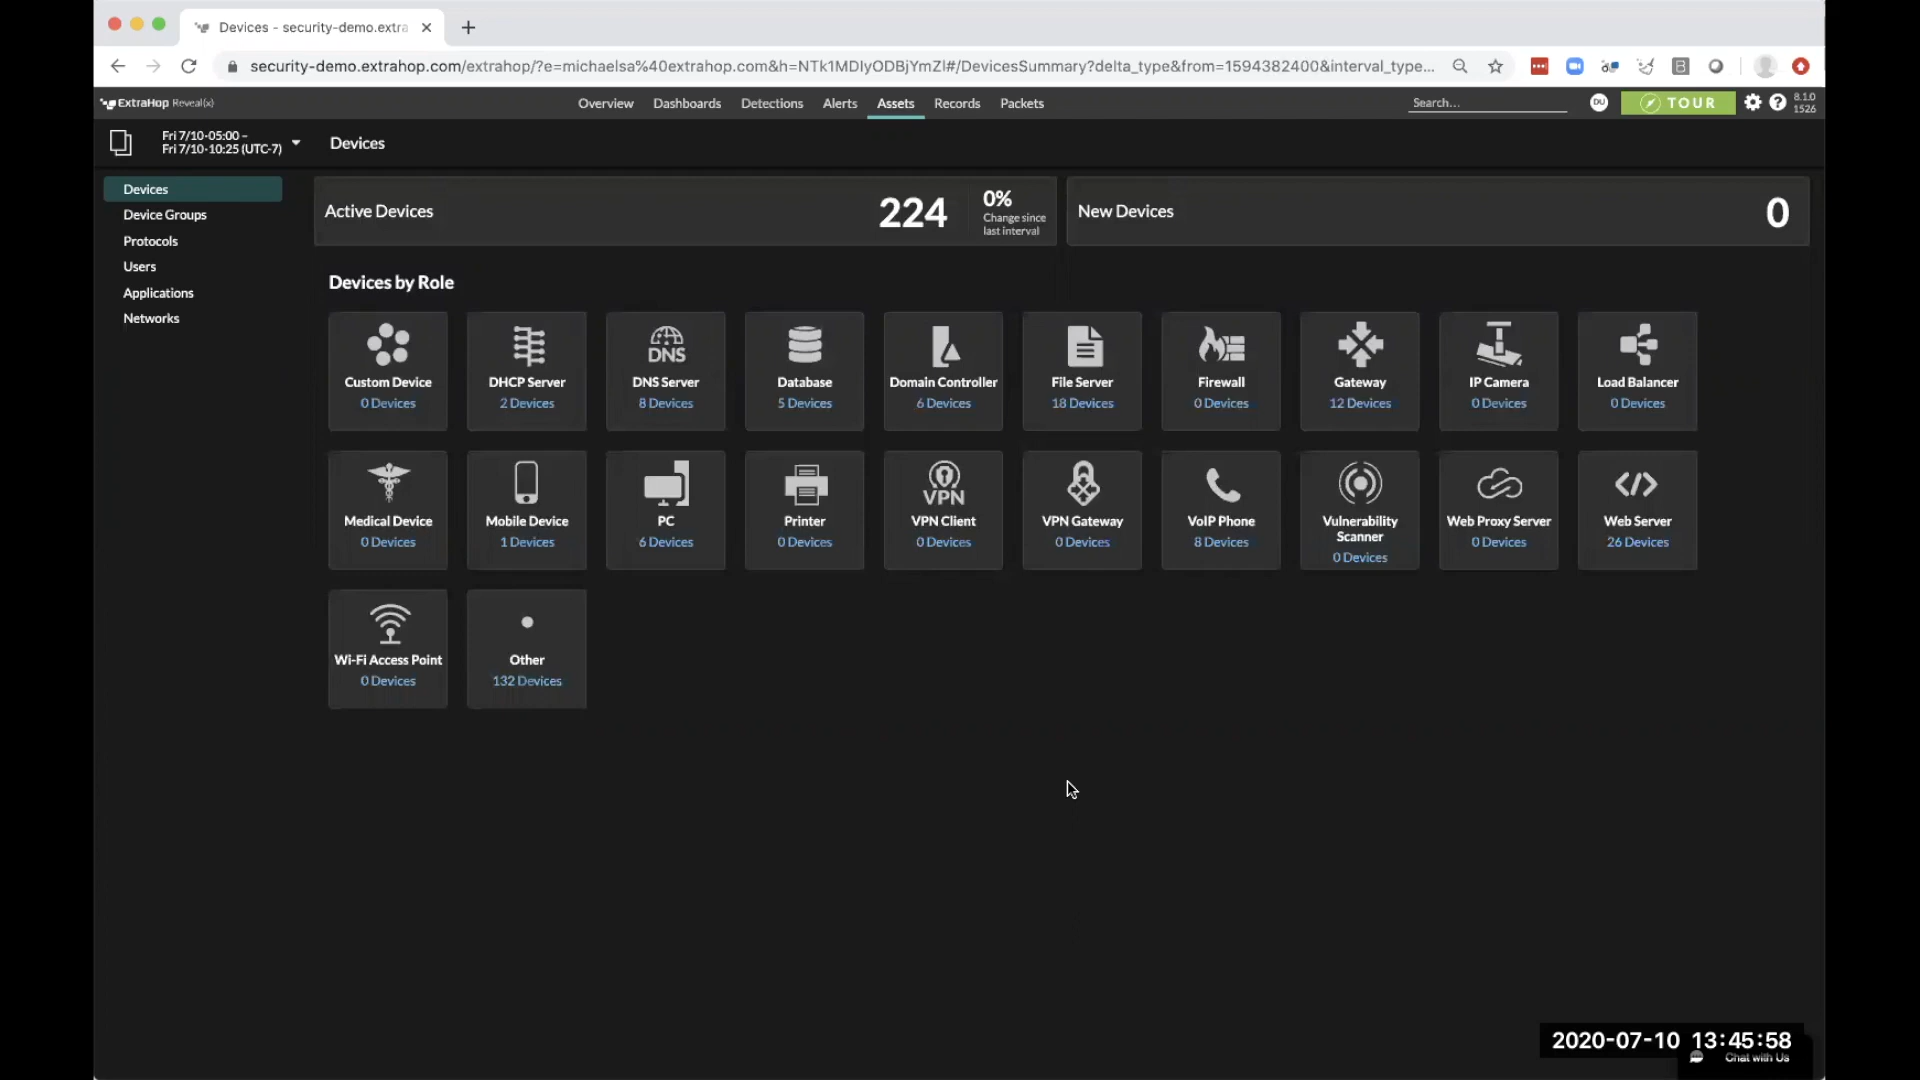 Devices - security-demo.extra
security-demo.extrahop.com/extrahop/?e=michaelsa%40extrahop.com&h=NTk1MDIyODBjYmZl#/DevicesSummary?delta_type&from=1594382400&interval_type...
ExtraHop Reveal(x)
Overview Dashboards Detections Alerts Assets Records Packets
Search...
DU
TOUR
8.1.0
1526
Fri 7/10·05:00 –
Fri 7/10·10:25 (UTC-7)
Devices
Devices
Device Groups
Protocols
Users
Applications
Networks
Active Devices
224
0%
Change since
last interval
New Devices
0
Devices by Role
Custom Device
0 Devices
DHCP Server
2 Devices
DNS
DNS Server
8 Devices
Database
5 Devices
Domain Controller
6 Devices
File Server
18 Devices
Firewall
0 Devices
Gateway
12 Devices
IP Camera
0 Devices
Load Balancer
0 Devices
Medical Device
0 Devices
Mobile Device
1 Devices
PC
6 Devices
Printer
0 Devices
VPN
VPN Client
0 Devices
VPN Gateway
0 Devices
VoIP Phone
8 Devices
Vulnerability
Scanner
0 Devices
Web Proxy Server
0 Devices
Web Server
26 Devices
Wi-Fi Access Point
0 Devices
Other
132 Devices
2020-07-10 13:45:58
Chat with Us